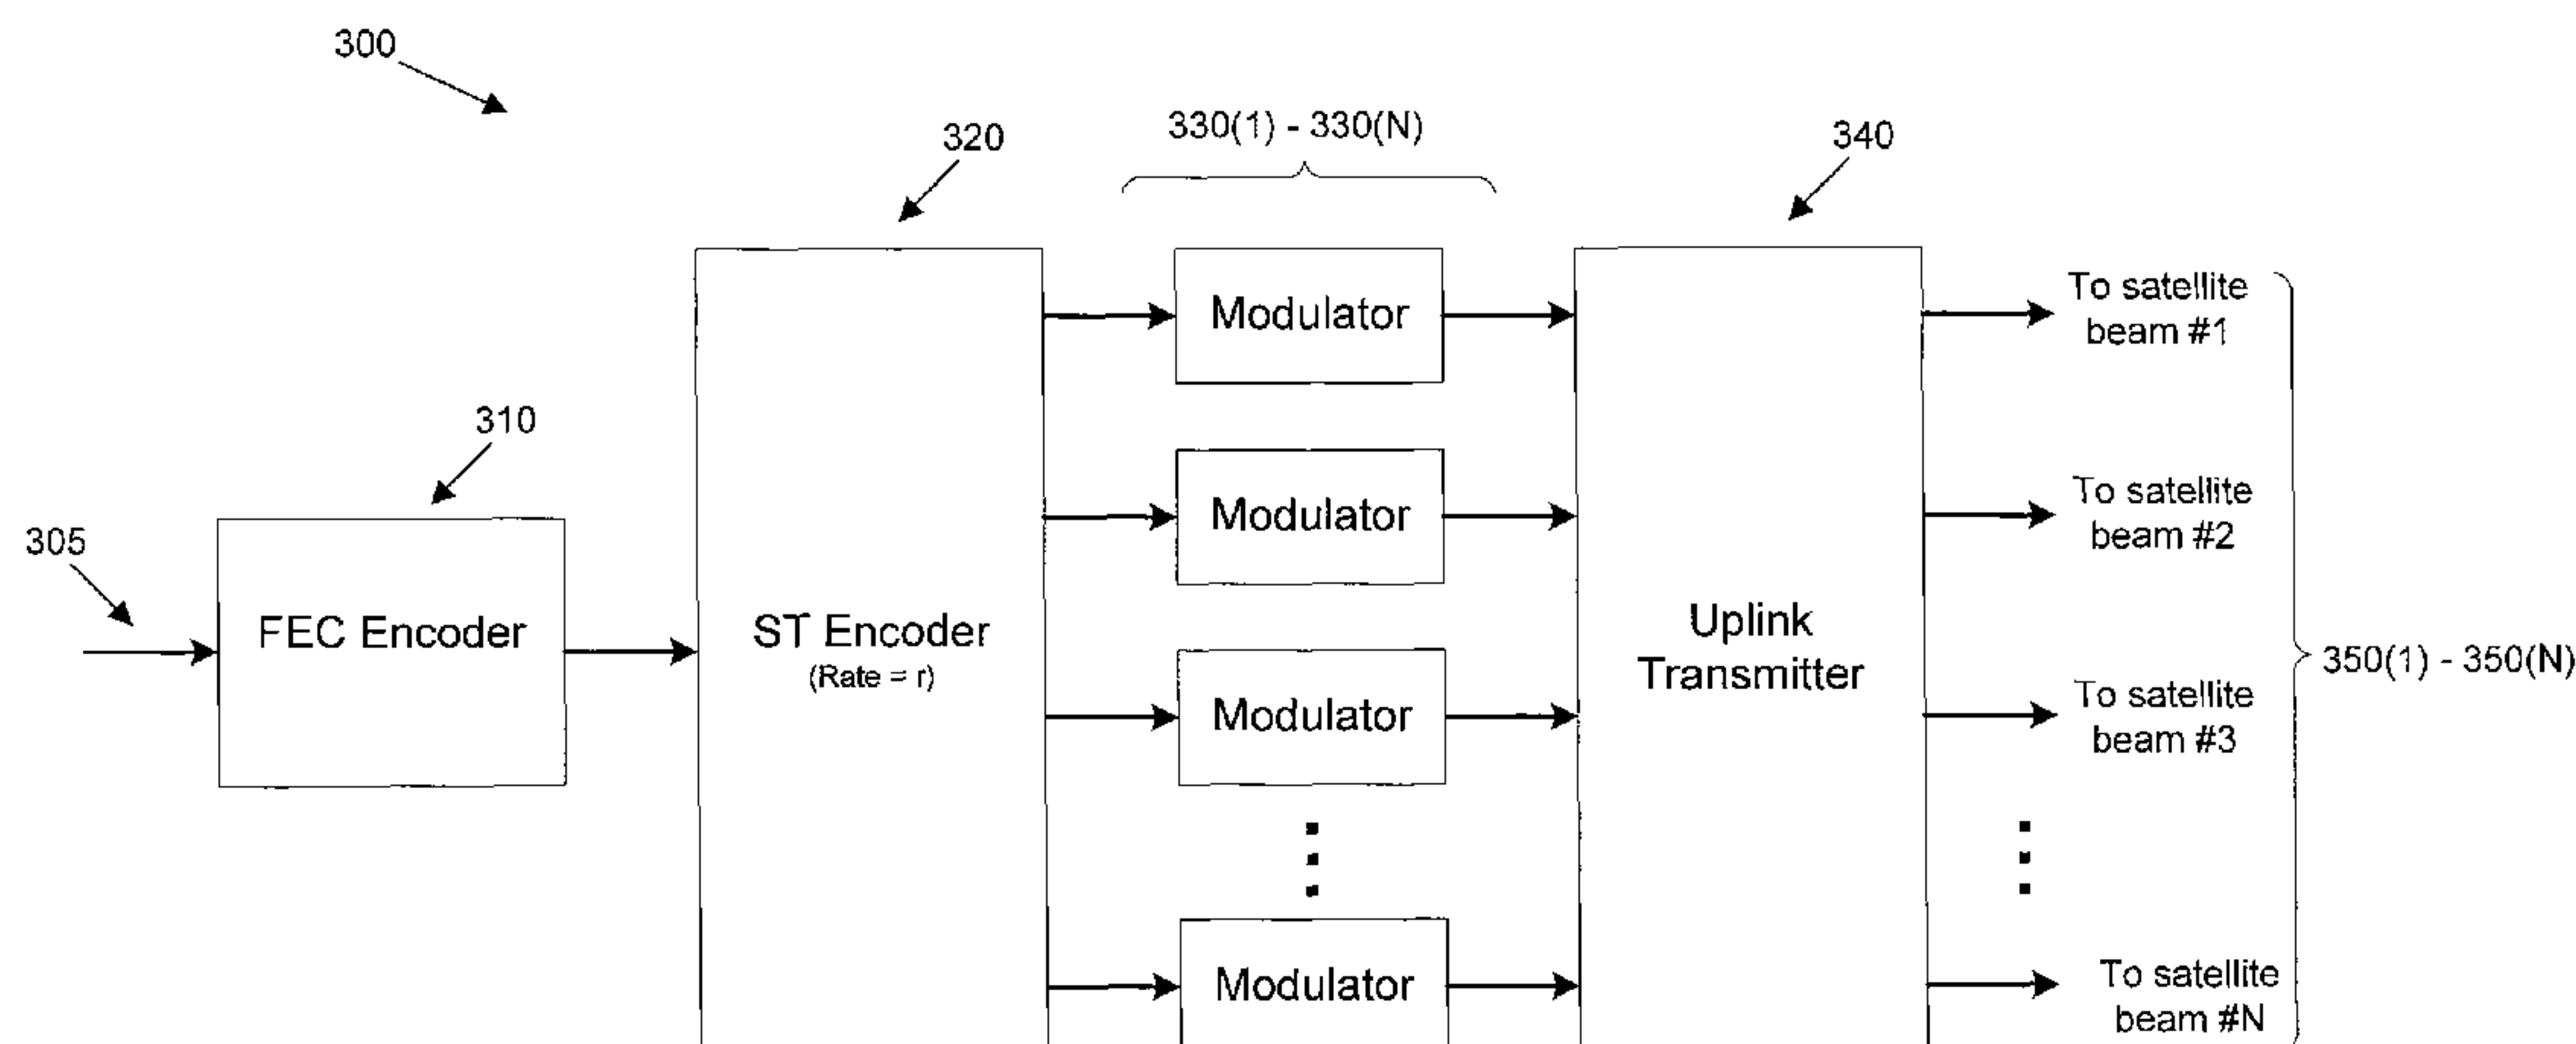 300
320
330(1) - 330(N)
340
310
305
FEC Encoder
ST Encoder
(Rate = r)
Modulator
Modulator
Modulator
Modulator
Uplink
Transmitter
To satellite
beam #1
To satellite
beam #2
To satellite
beam #3
To satellite
beam #N
350(1) - 350(N)